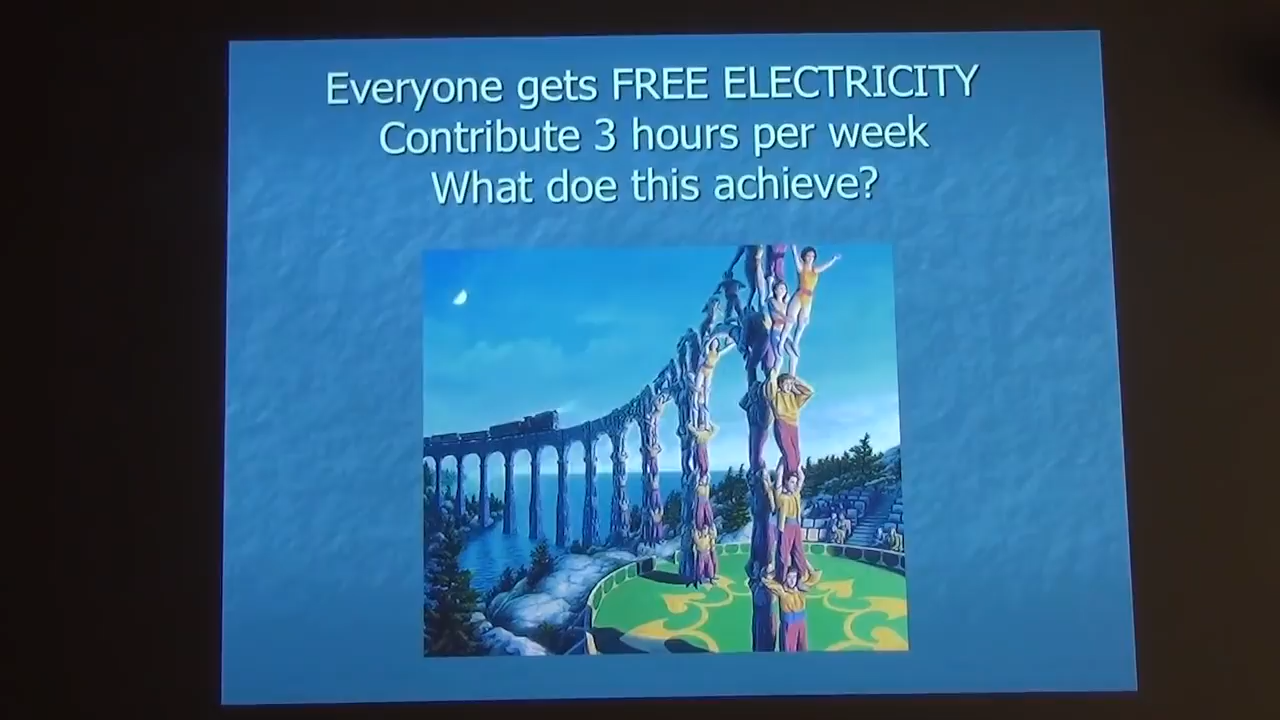 Everyone gets FREE ELECTRICITY
Contribute 3 hours per week
What doe this achieve?